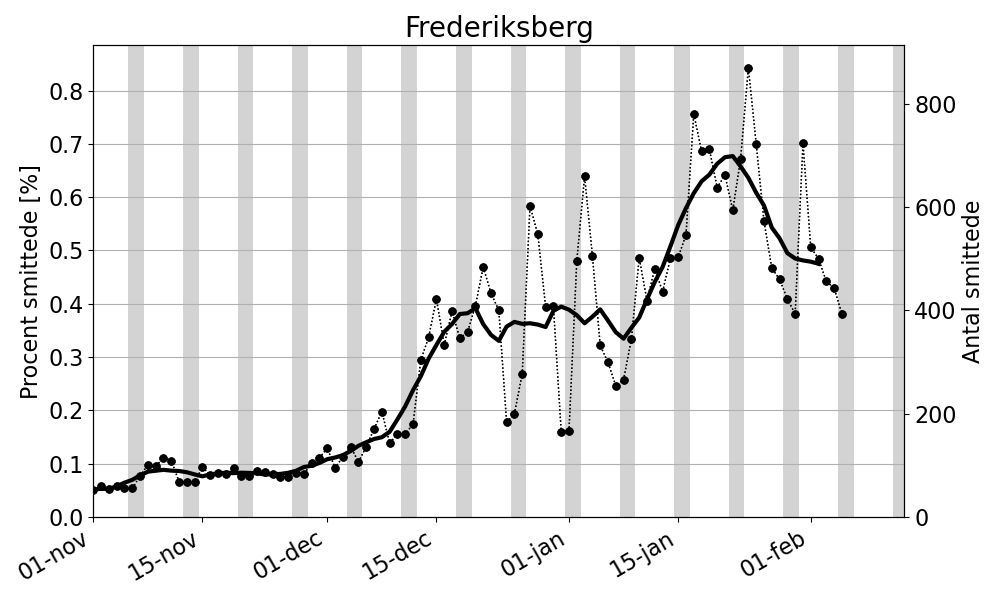 Frederiksberg
Procent smittede [%]
0.8
0.7
0.6
0.5
0.4
0.3
0.2
0.1
0.0
800
600
400
200
0
Antal smittede
01-nov
15-nov
01-dec
15-dec
01-jan
15-jan
01-feb